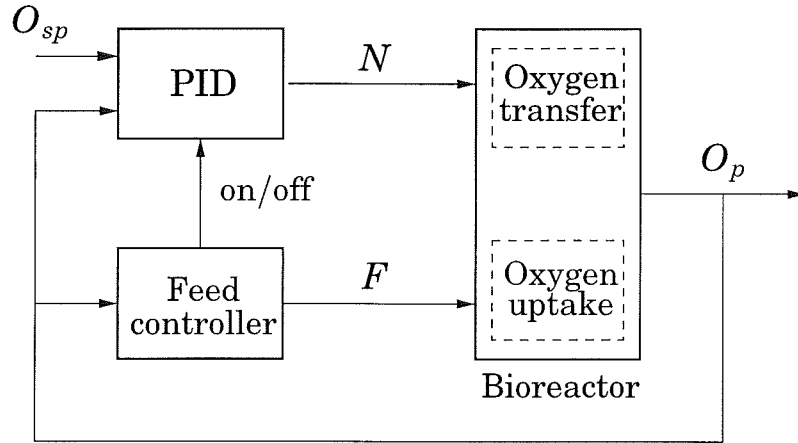 O_sp
PID
N
Oxygen
transfer
O_p
on/off
Feed
controller
F
Oxygen
uptake
Bioreactor